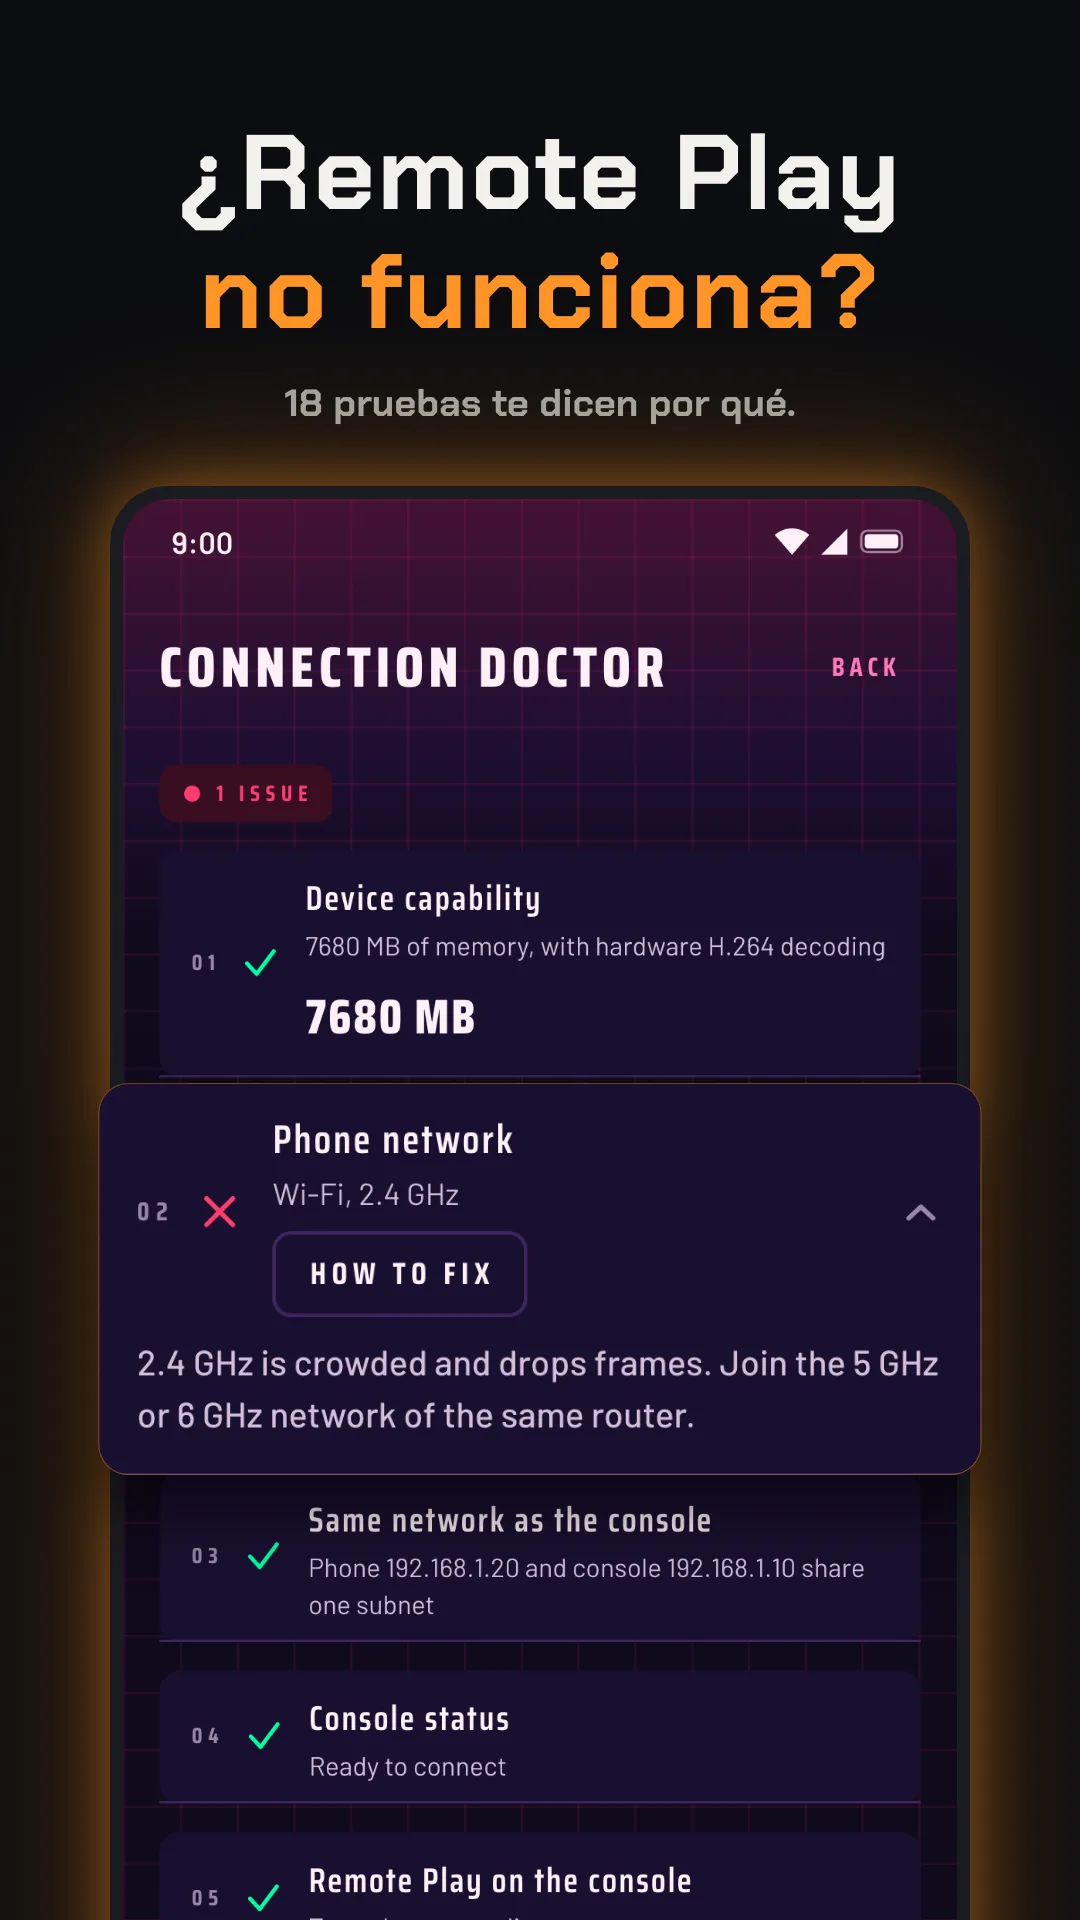 ¿Remote Play
no funciona?
18 pruebas te dicen por qué.
9:00
CONNECTION DOCTOR
BACK
1 ISSUE
01
Device capability
7680 MB of memory, with hardware H.264 decoding
7680 MB
02
Phone network
Wi-Fi, 2.4 GHz
HOW TO FIX
2.4 GHz is crowded and drops frames. Join the 5 GHz
or 6 GHz network of the same router.
03
Same network as the console
Phone 192.168.1.20 and console 192.168.1.10 share
one subnet
04
Console status
Ready to connect
05
Remote Play on the console